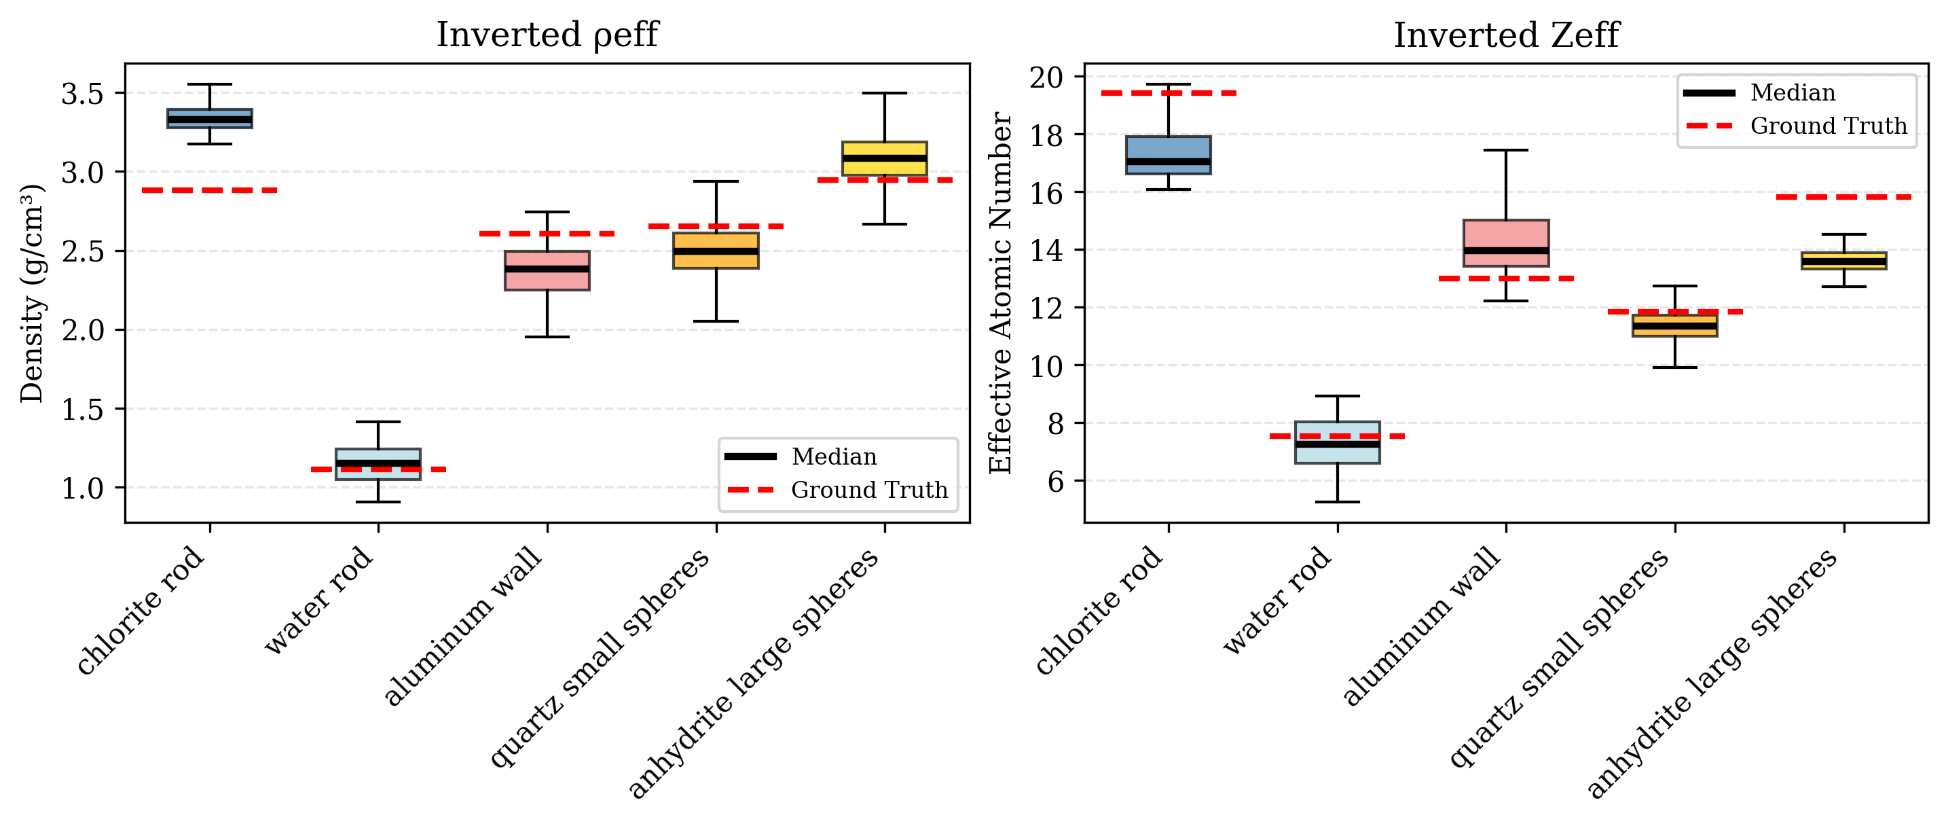 Inverted ρeff
Density (g/cm³)
3.5
3.0
2.5
2.0
1.5
1.0
Median
Ground Truth
chlorite rod
water rod
aluminum wall
quartz small spheres
anhydrite large spheres
Inverted Zeff
Effective Atomic Number
20
18
16
14
12
10
8
6
Median
Ground Truth
chlorite rod
water rod
aluminum wall
quartz small spheres
anhydrite large spheres